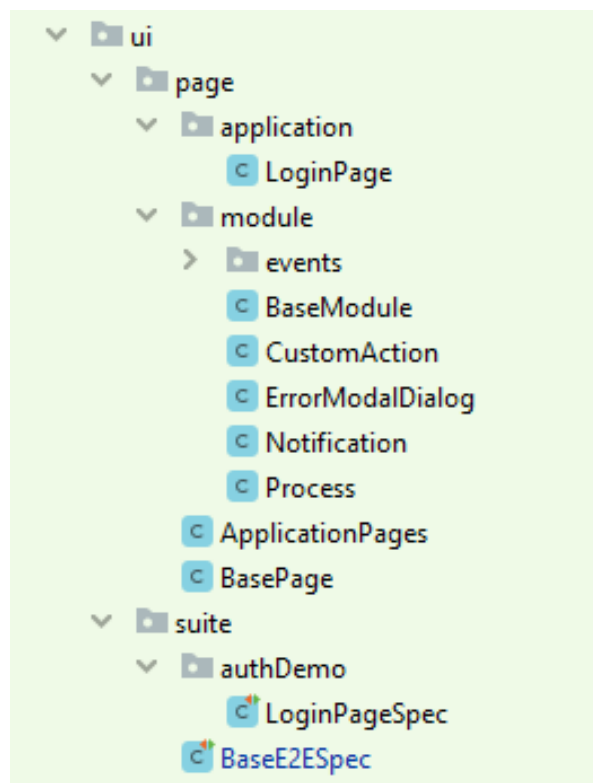 ui
page
application
C LoginPage
module
events
C BaseModule
C CustomAction
C ErrorModalDialog
C Notification
C Process
C ApplicationPages
C BasePage
suite
authDemo
C LoginPageSpec
C BaseE2ESpec